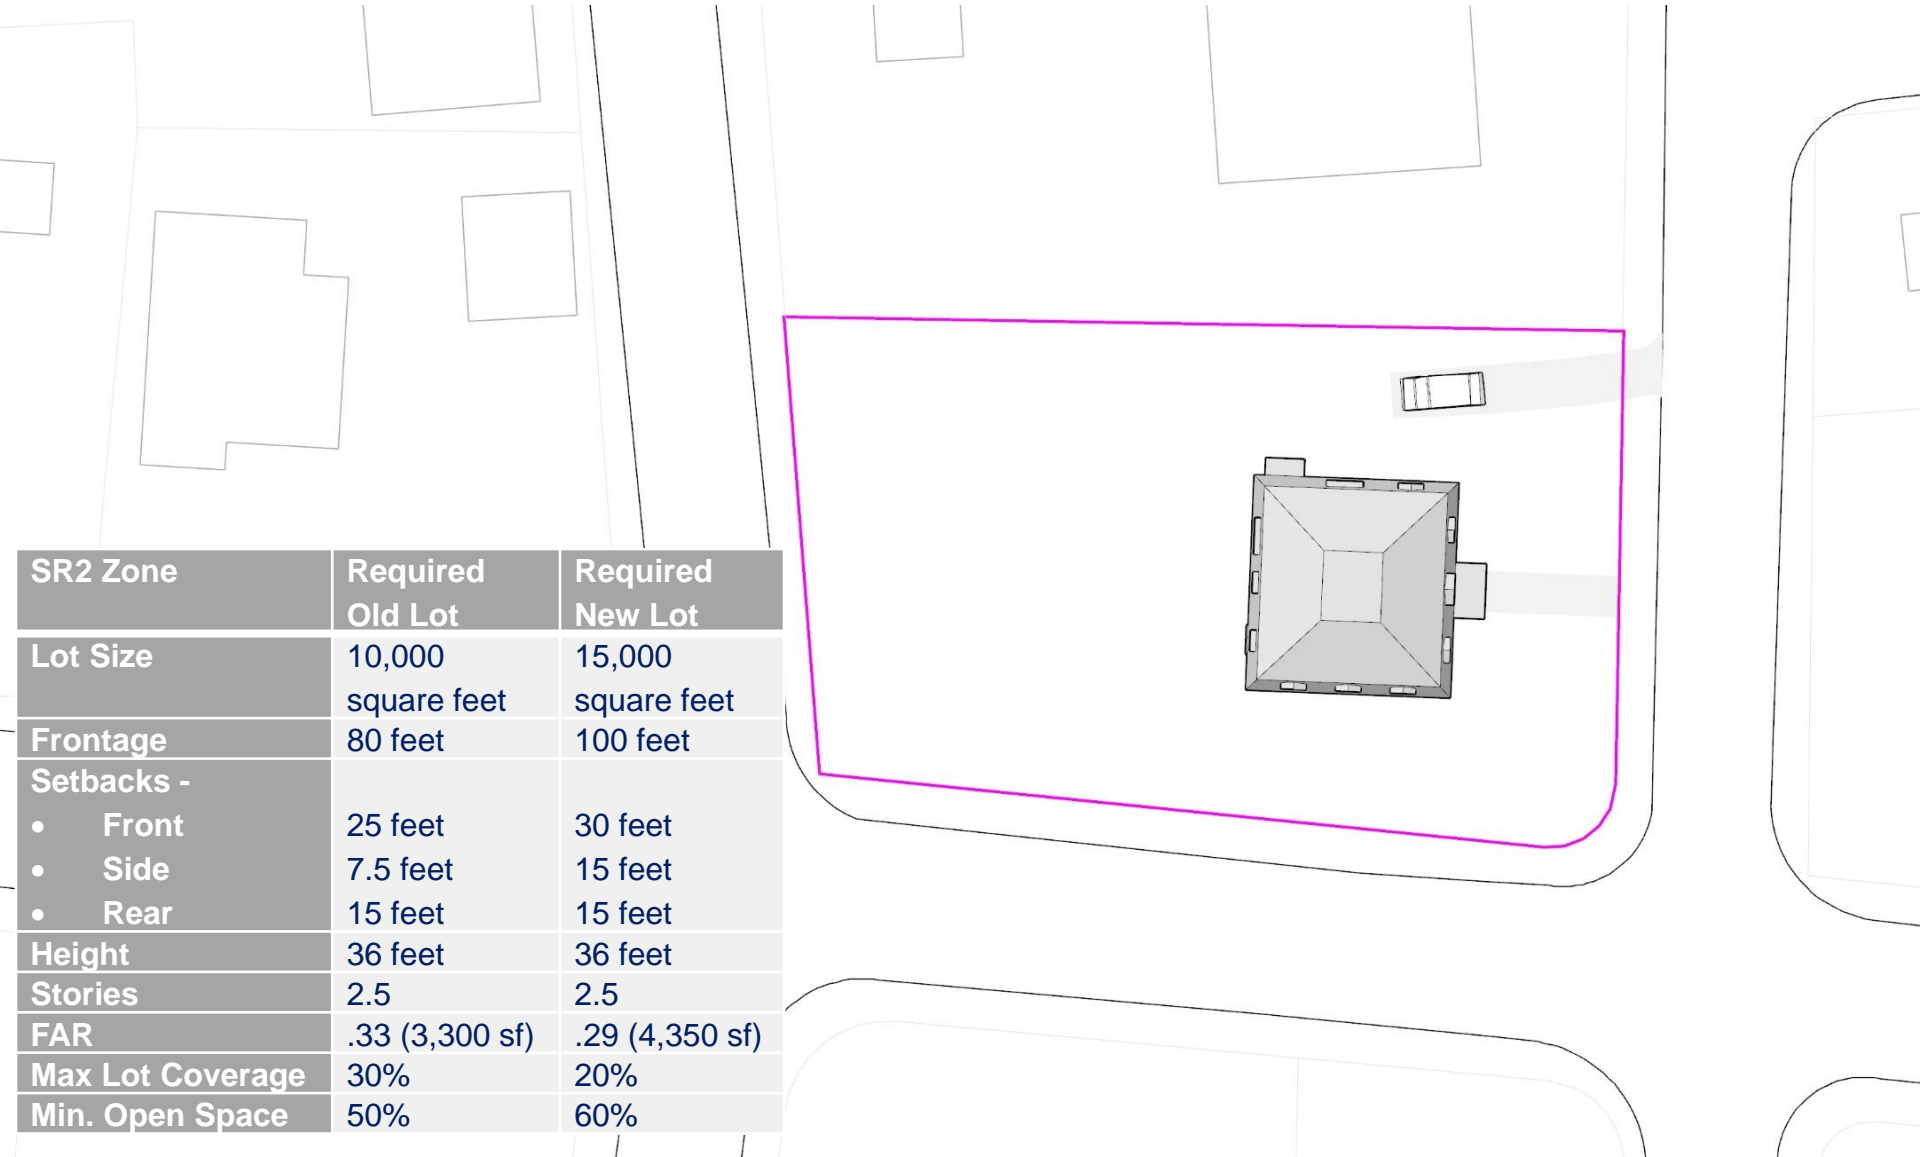 SR2 Zone Required Required
Old Lot New Lot
Lot Size 10,000 15,000
square feet square feet
Frontage 80 feet 100 feet
Setbacks -
• Front 25 feet 30 feet
• Side 7.5 feet 15 feet
• Rear 15 feet 15 feet
Height 36 feet 36 feet
Stories 2.5 2.5
FAR .33 (3,300 sf) .29 (4,350 sf)
Max Lot Coverage 30% 20%
Min. Open Space 50% 60%